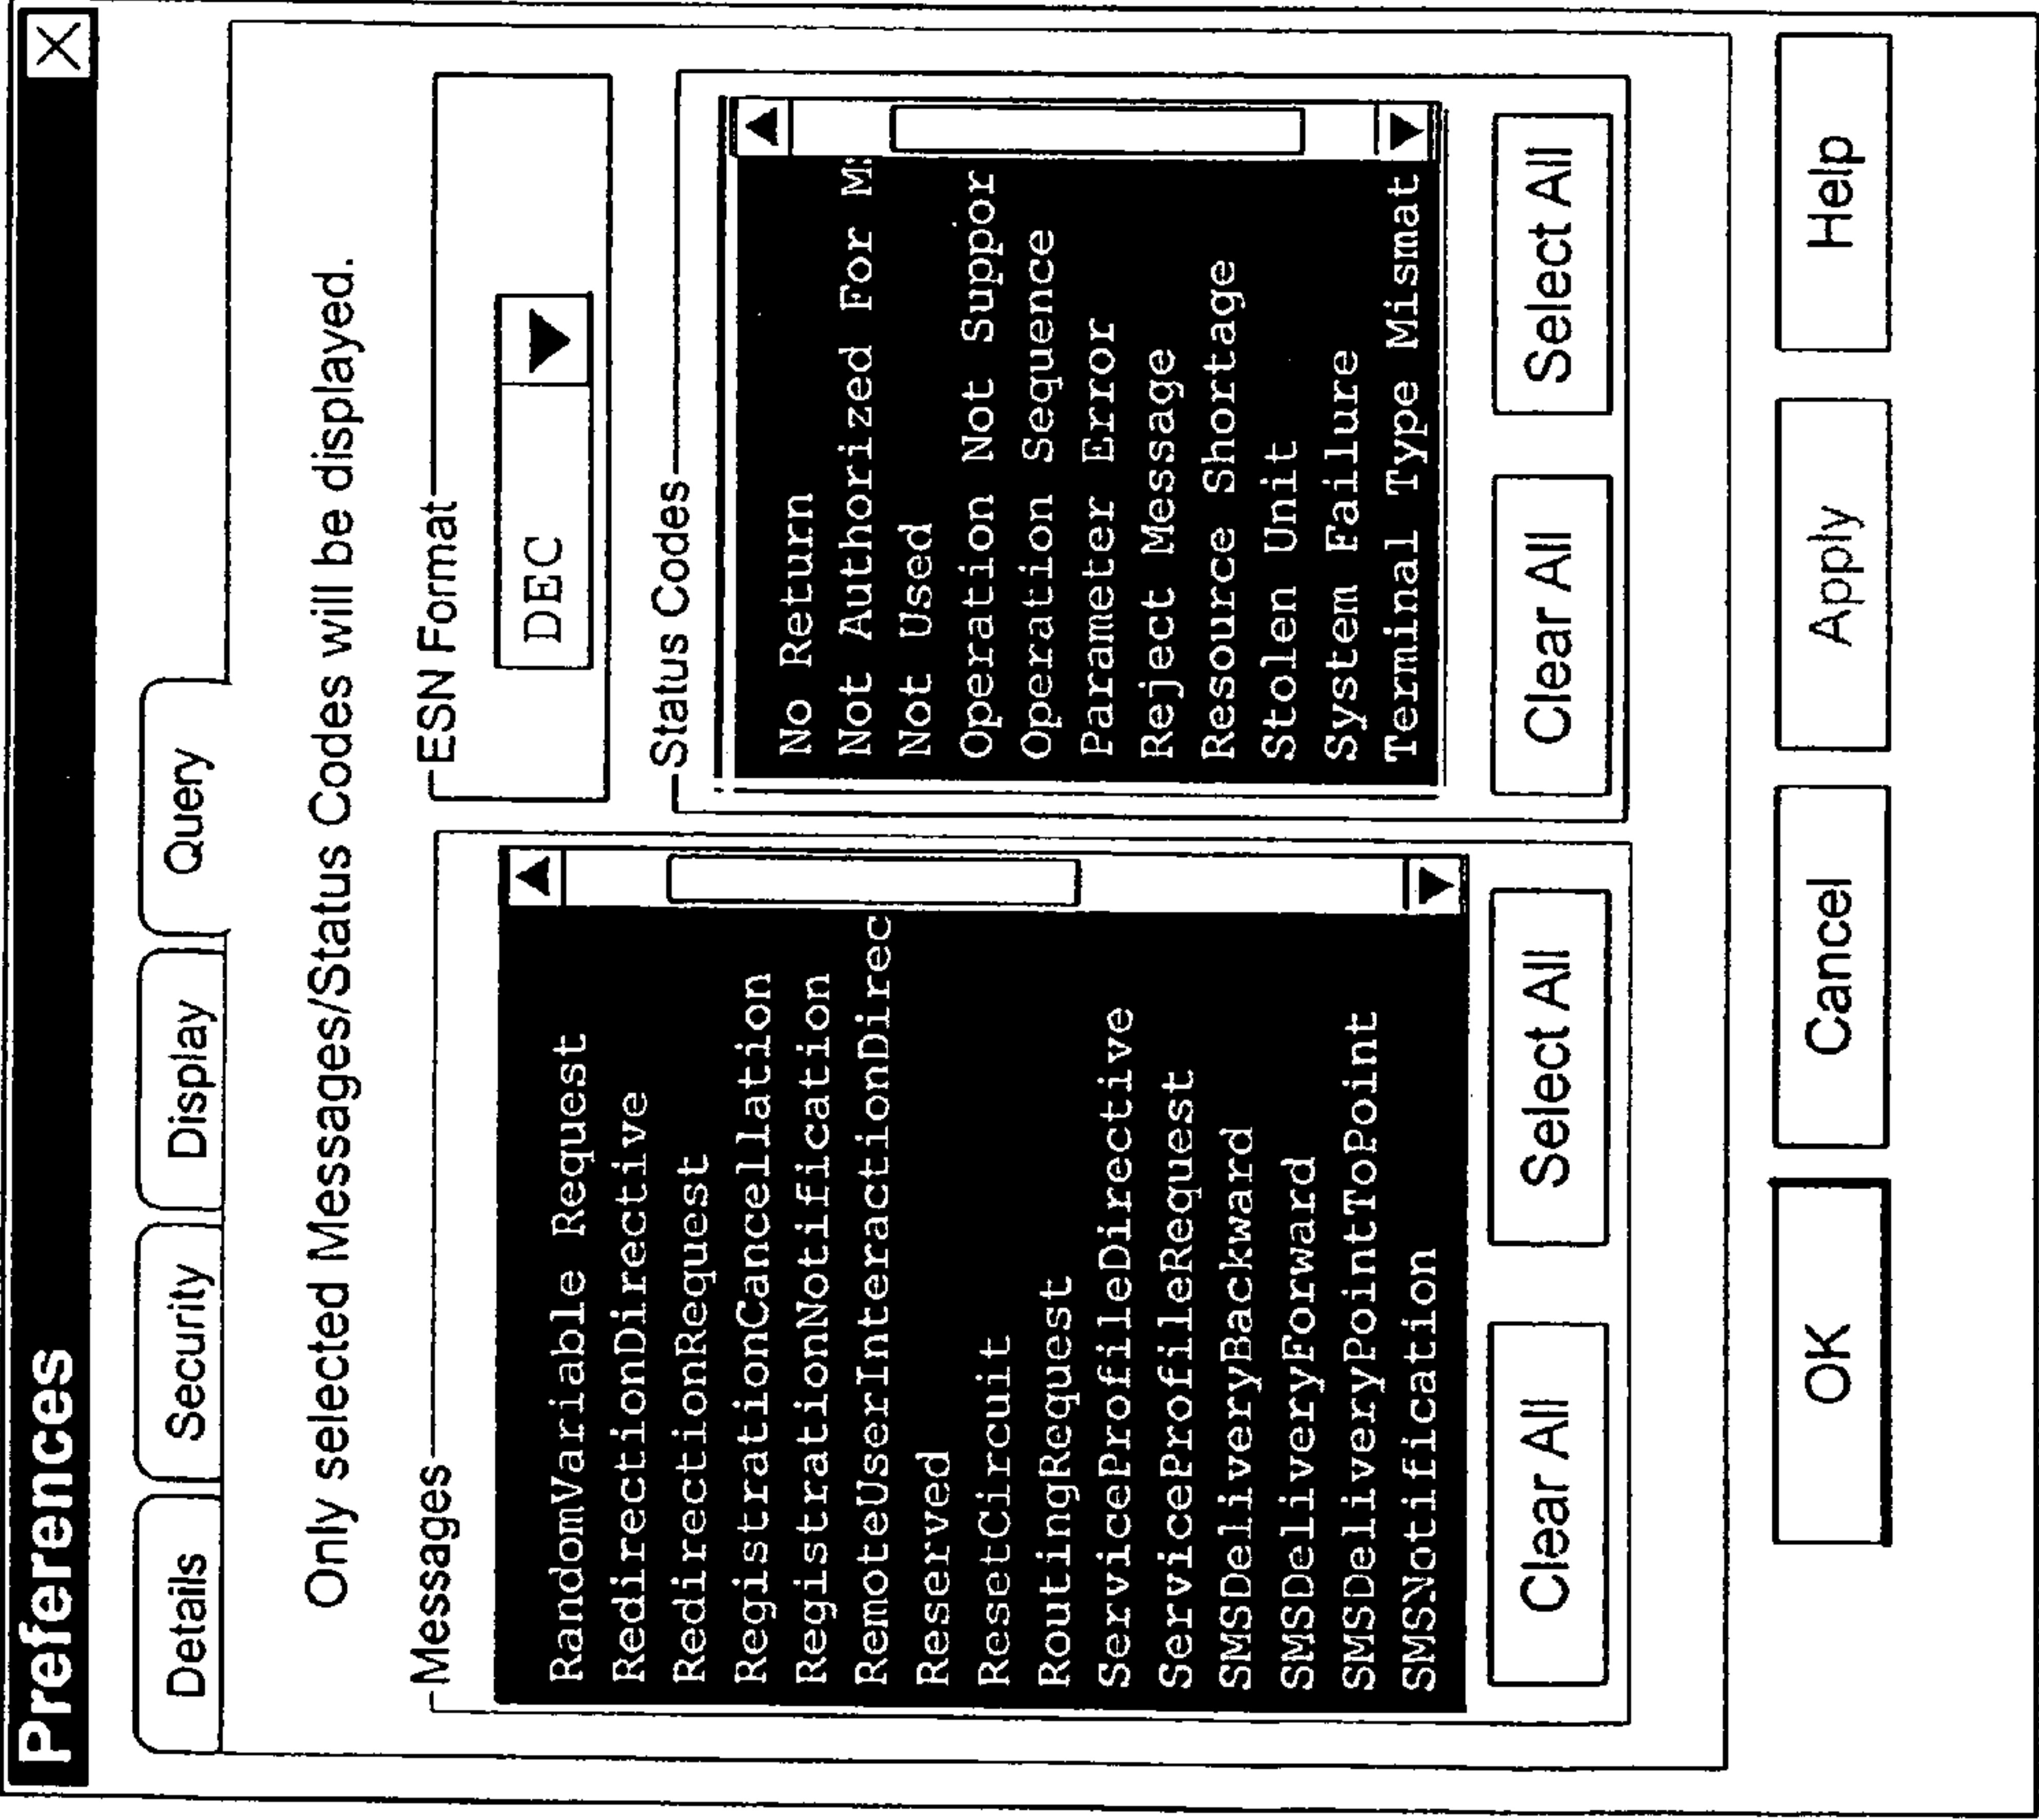 Preferences
Details Security Display Query
Only selected Messages/Status Codes will be displayed.
Messages
RandomVariable Request
RedirectionDirective
RedirectionRequest
RegistrationCancellation
RegistrationNotification
RemoteUserInteractionDirec
Reserved
ResetCircuit
RoutingRequest
ServiceProfileDirective
ServiceProfileRequest
SMSDeliveryBackward
SMSDeliveryForward
SMSDeliveryPointToPoint
SMSNotification
Clear All Select All
ESN Format
DEC
Status Codes
No Return
Not Authorized For M
Not Used
Operation Not Suppor
Operation Sequence
Parameter Error
Reject Message
Resource Shortage
Stolen Unit
System Failure
Terminal Type Mismat
Clear All Select All
OK Cancel Apply Help